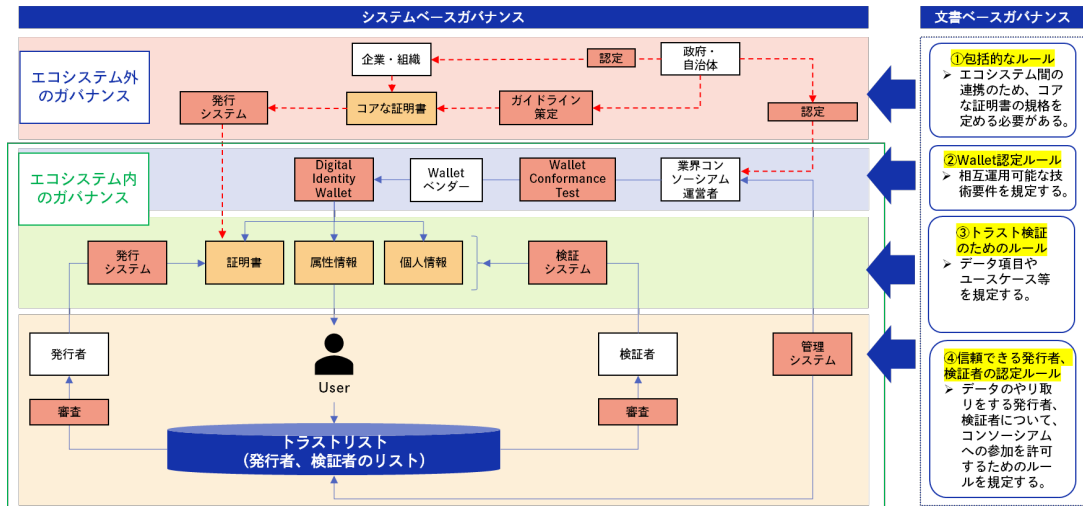 システムベースガバナンス
文書ベースガバナンス
エコシステム外
のガバナンス
企業・組織
認定
政府・
自治体
発行
システム
コアな証明書
ガイドライン
策定
認定
①包括的なルール
➢ エコシステム間の
連携のため、コア
な証明書の規格を
定める必要がある。
エコシステム内
のガバナンス
Digital
Identity
Wallet
Wallet
ベンダー
Wallet
Conformance
Test
業界コン
ソーシアム
運営者
②Wallet認定ルール
➢ 相互運用可能な技
術要件を規定する。
発行
システム
証明書
属性情報
個人情報
検証
システム
③トラスト検証
のためのルール
➢ データ項目や
ユースケース等
を規定する。
発行者
User
検証者
管理
システム
審査
審査
トラストリスト
（発行者、検証者のリスト）
④信頼できる発行者、
検証者の認定ルール
➢ データのやり取
りをする発行者、
検証者について、
コンソーシアム
への参加を許可
するためのルー
ルを規定する。